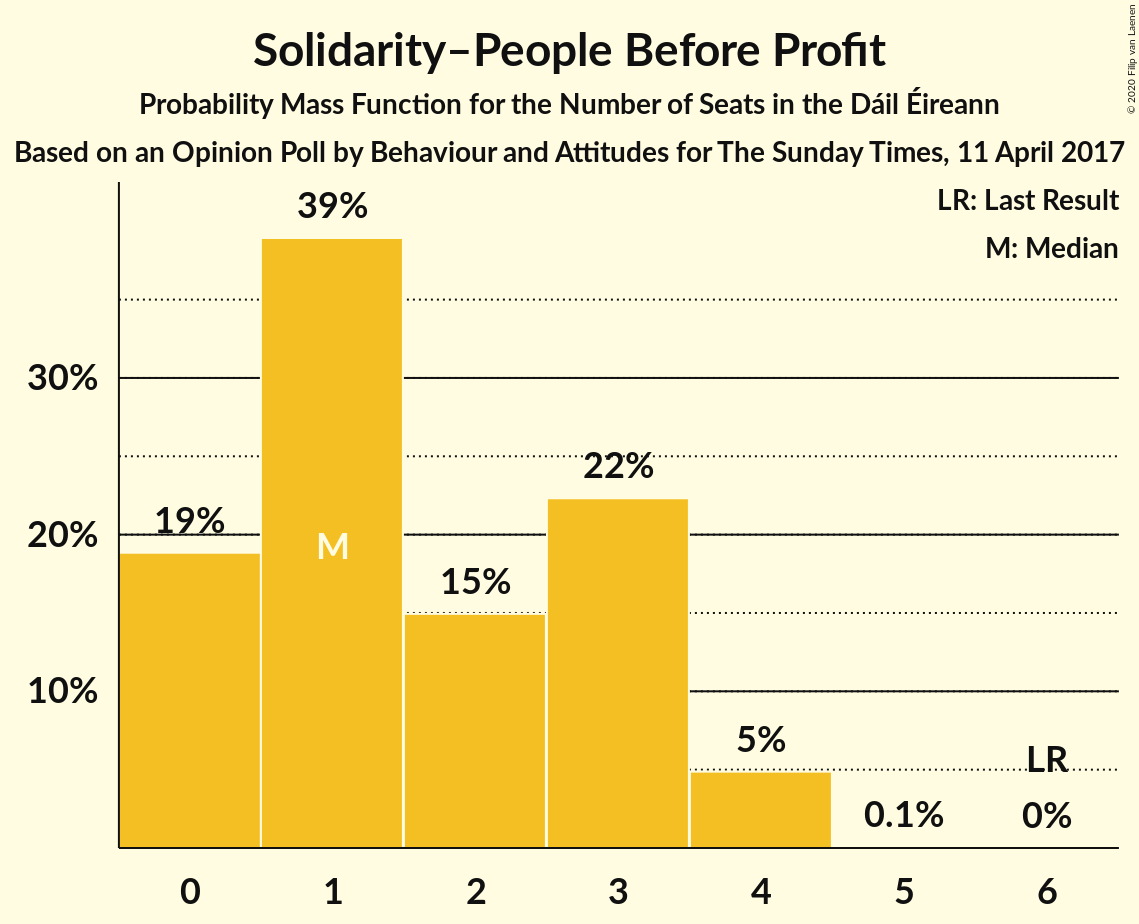 Solidarity–People Before Profit
Probability Mass Function for the Number of Seats in the Dáil Éireann
Based on an Opinion Poll by Behaviour and Attitudes for The Sunday Times, 11 April 2017
© 2020 Filip van Laenen
LR: Last Result
M: Median
39%
30%
22%
19%
20%
M
15%
10%
5%
LR
0.1%
0%
0 1 2 3 4 5 6